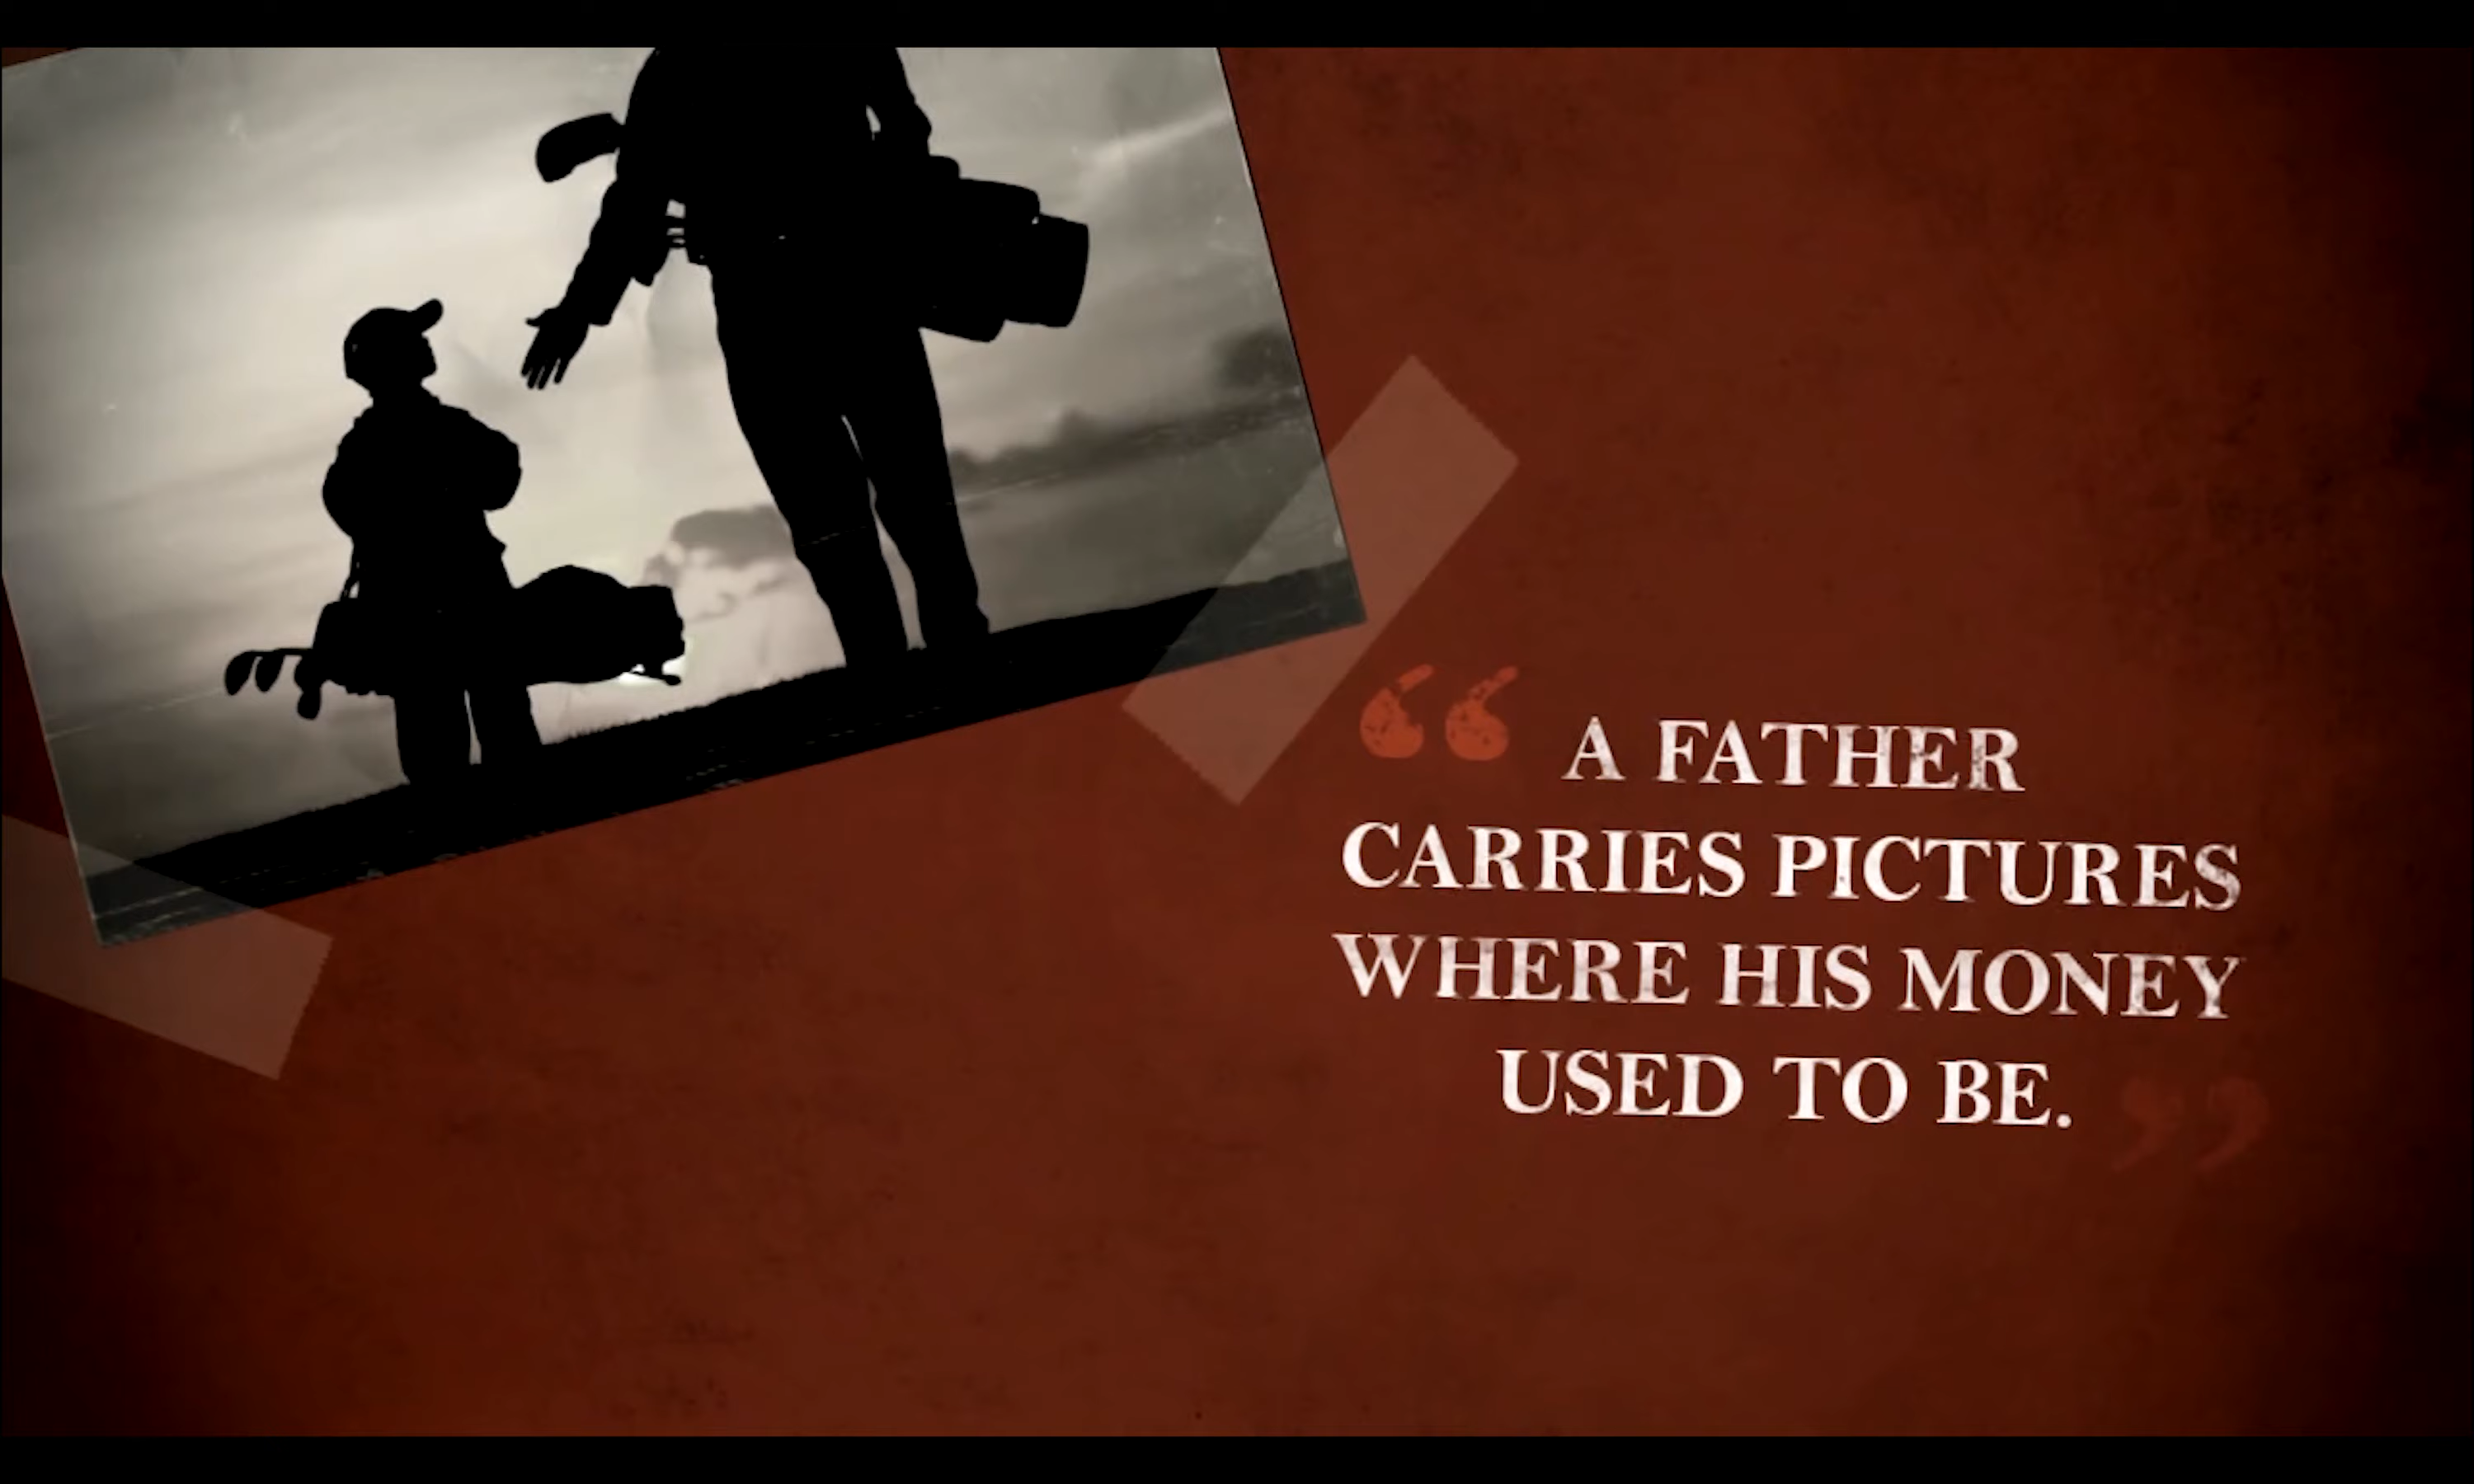 “ A FATHER
CARRIES PICTURES
WHERE HIS MONEY
USED TO BE. ”